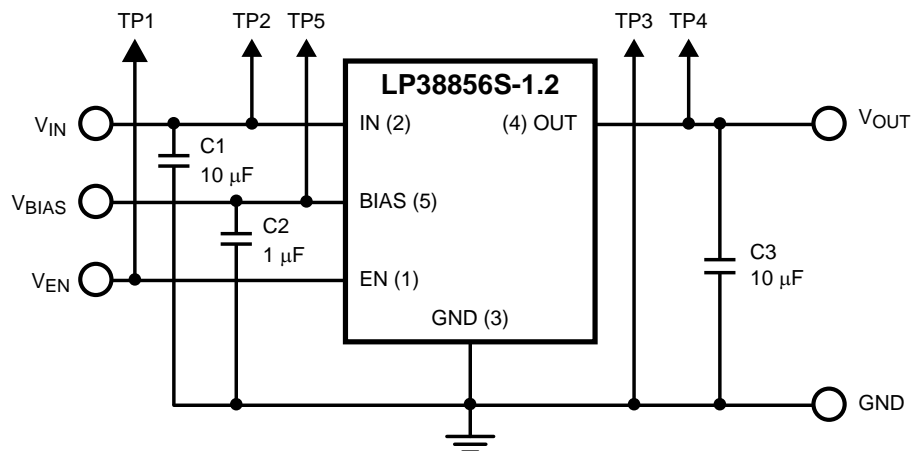 TP1
TP2
TP5
TP3
TP4
LP38856S-1.2
VIN
IN (2)
(4) OUT
VOUT
C1
10 μF
VBIAS
BIAS (5)
C2
1 μF
VEN
EN (1)
C3
10 μF
GND (3)
GND